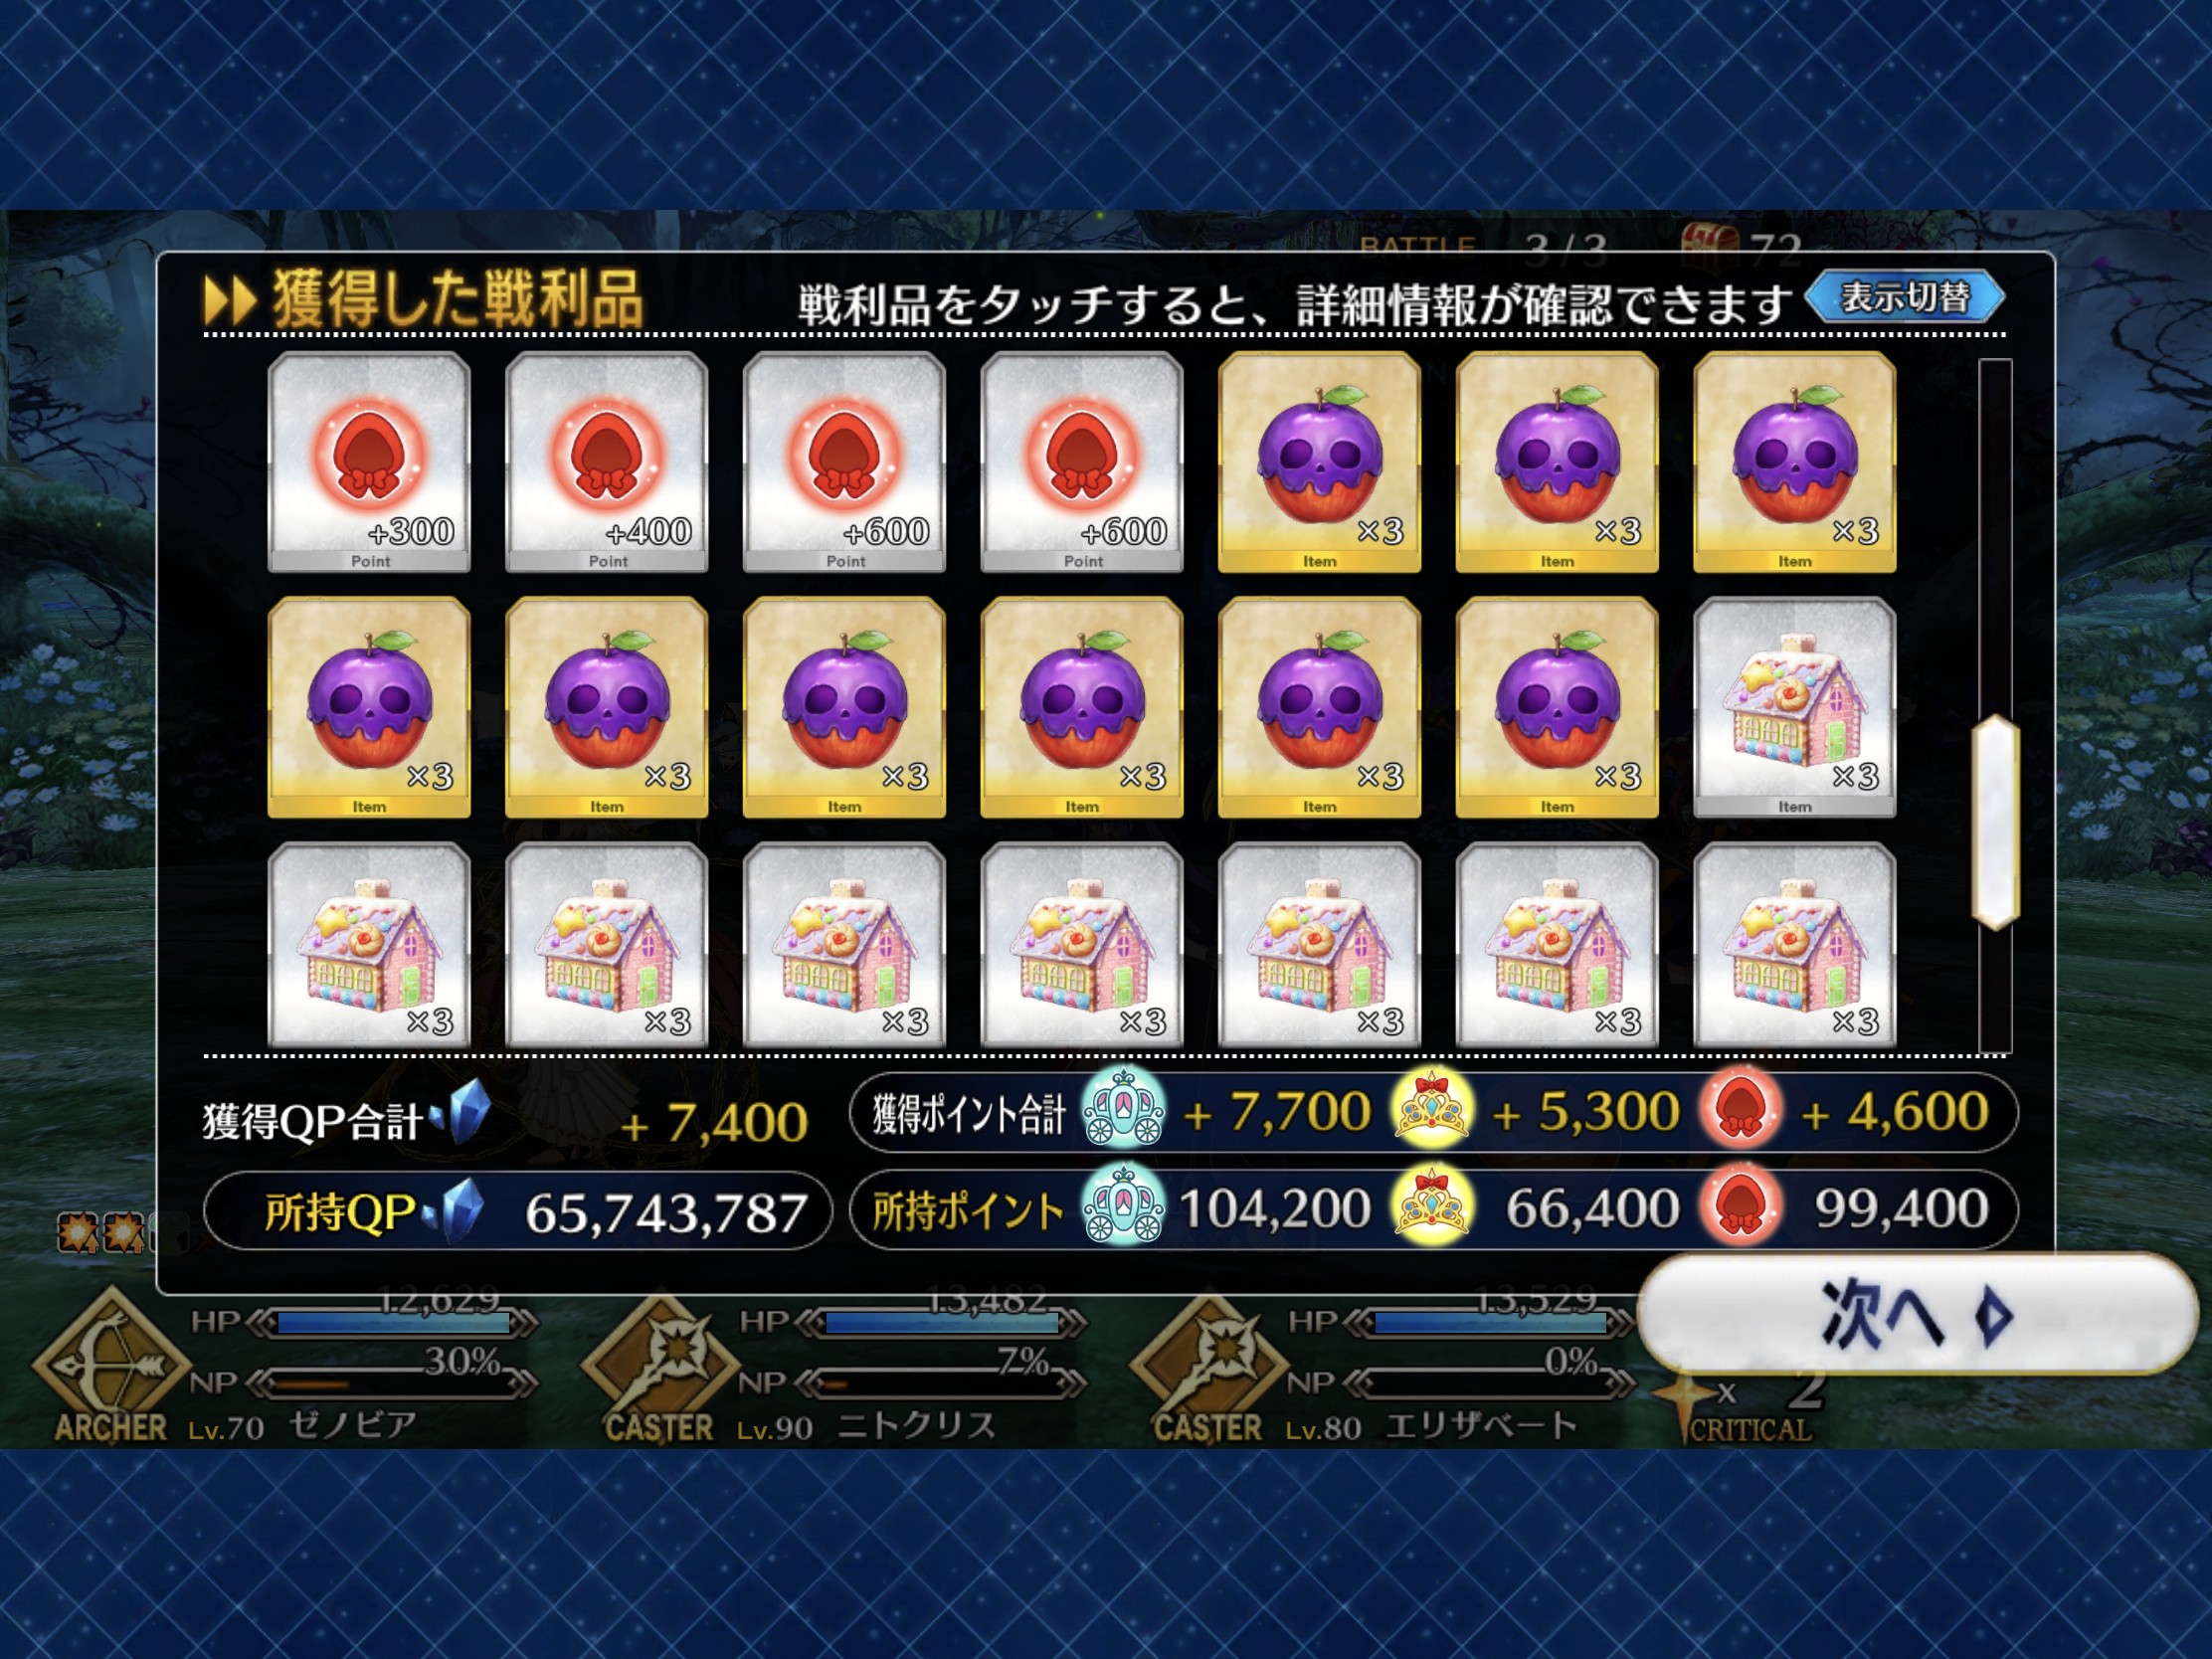 BATTLE 3/3 72
獲得した戦利品 戦利品をタッチすると、詳細情報が確認できます 表示切替
+300 +400 +600 +600 ×3 ×3 ×3
Point Point Point Point Item Item Item
×3 ×3 ×3 ×3 ×3 ×3 ×3
Item Item Item Item Item Item Item
×3 ×3 ×3 ×3 ×3 ×3 ×3
獲得QP合計 + 7,400 獲得ポイント合計 + 7,700 + 5,300 + 4,600
所持QP 65,743,787 所持ポイント 104,200 66,400 99,400
次へ
HP 12,629 HP 13,482 HP 13,529
NP 30% NP 7% NP 0% x 2
ARCHER Lv.70 ゼノビア CASTER Lv.90 ニトクリス CASTER Lv.80 エリザベート CRITICAL